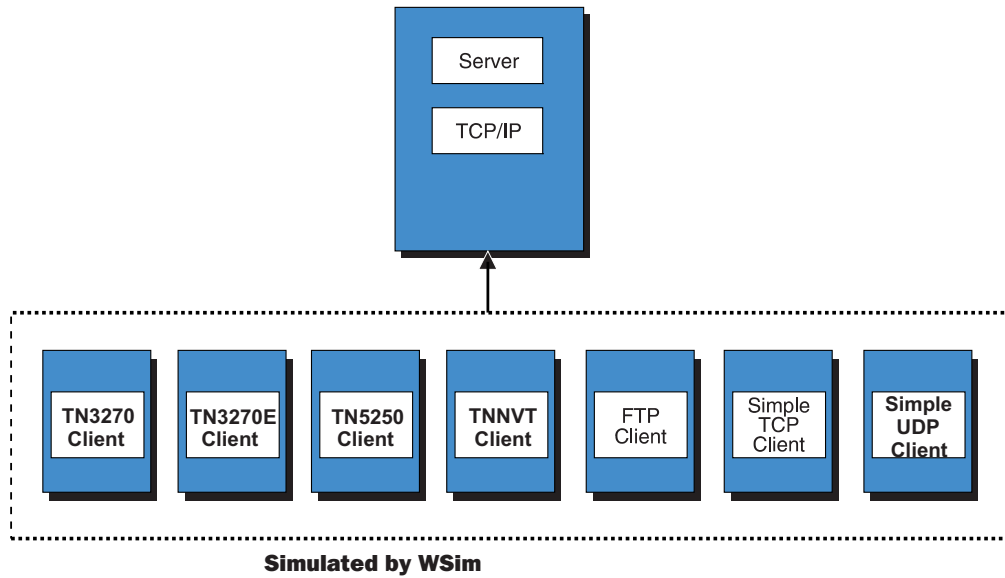 Server
TCP/IP
TN3270
Client
TN3270E
Client
TN5250
Client
TNNVT
Client
FTP
Client
Simple
TCP
Client
Simple
UDP
Client
Simulated by WSim